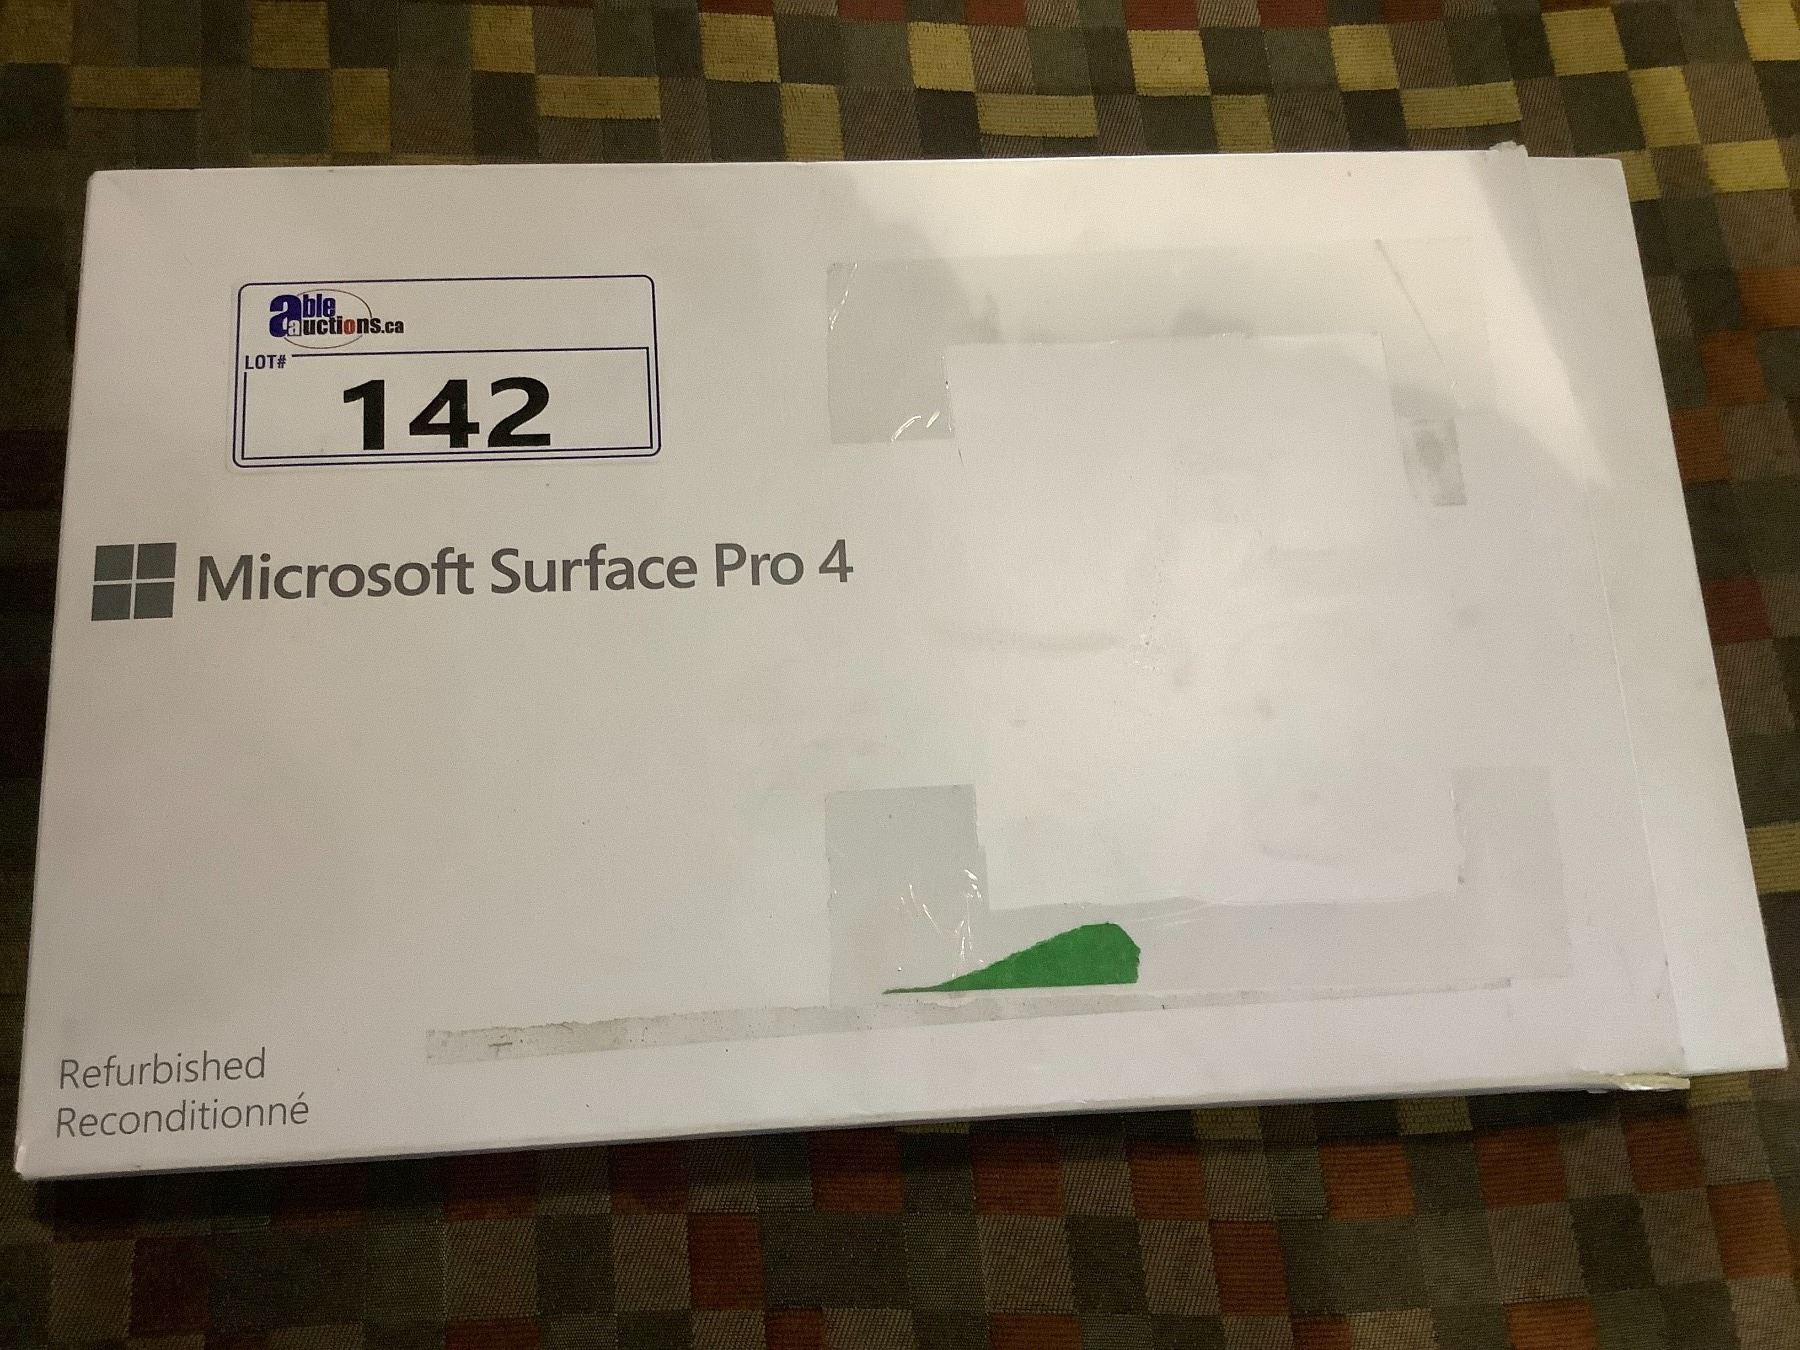 able
auctions.ca
LOT#
142
Microsoft Surface Pro 4
Refurbished
Reconditionné